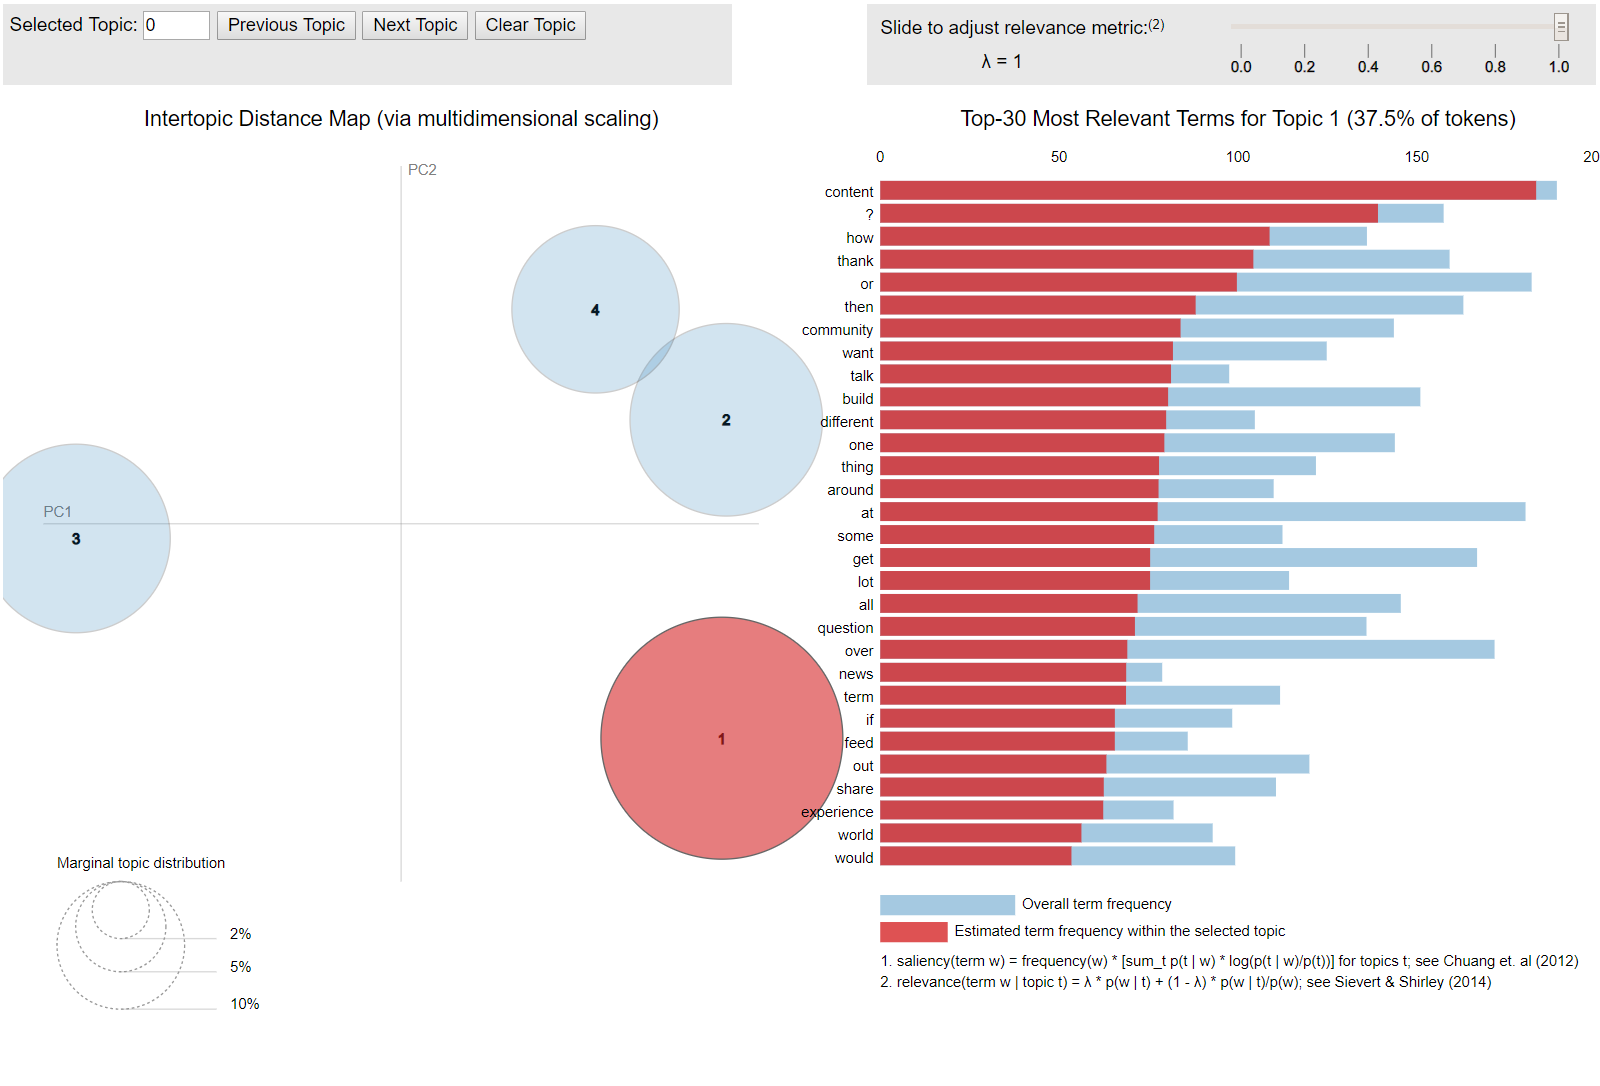 Selected Topic: 0 Previous Topic Next Topic Clear Topic
Slide to adjust relevance metric:(2)
λ = 1
0.0 0.2 0.4 0.6 0.8 1.0
Intertopic Distance Map (via multidimensional scaling)
PC2
4
2
PC1
3
1
Marginal topic distribution
2%
5%
10%
Top-30 Most Relevant Terms for Topic 1 (37.5% of tokens)
0 50 100 150 20
content
?
how
thank
or
then
community
want
talk
build
different
one
thing
around
at
some
get
lot
all
question
over
news
term
if
feed
out
share
experience
world
would
Overall term frequency
Estimated term frequency within the selected topic
1. saliency(term w) = frequency(w) * [sum_t p(t | w) * log(p(t | w)/p(t))] for topics t; see Chuang et. al (2012)
2. relevance(term w | topic t) = λ * p(w | t) + (1 - λ) * p(w | t)/p(w); see Sievert & Shirley (2014)